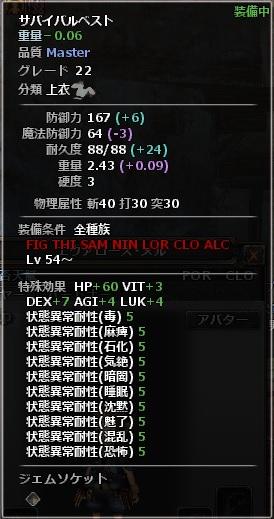 サバイバルベスト
装備中
重量－0.06
品質 Master
グレード 22
分類 上衣
防御力 167 (+6)
魔法防御力 64 (-3)
耐久度 88/88 (+24)
重量 2.43 (+0.09)
硬度 3
物理属性 斬40 打30 突30
装備条件 全種族
FIG THI SAM NIN LOR CLO ALC
Lv 54～
POR CLO
アバター
特殊効果 HP+60 VIT+3
DEX+7 AGI+4 LUK+4
状態異常耐性(毒) 5
状態異常耐性(麻痺) 5
状態異常耐性(石化) 5
状態異常耐性(気絶) 5
状態異常耐性(暗闇) 5
状態異常耐性(睡眠) 5
状態異常耐性(沈黙) 5
状態異常耐性(魅了) 5
状態異常耐性(混乱) 5
状態異常耐性(恐怖) 5
ジェムソケット